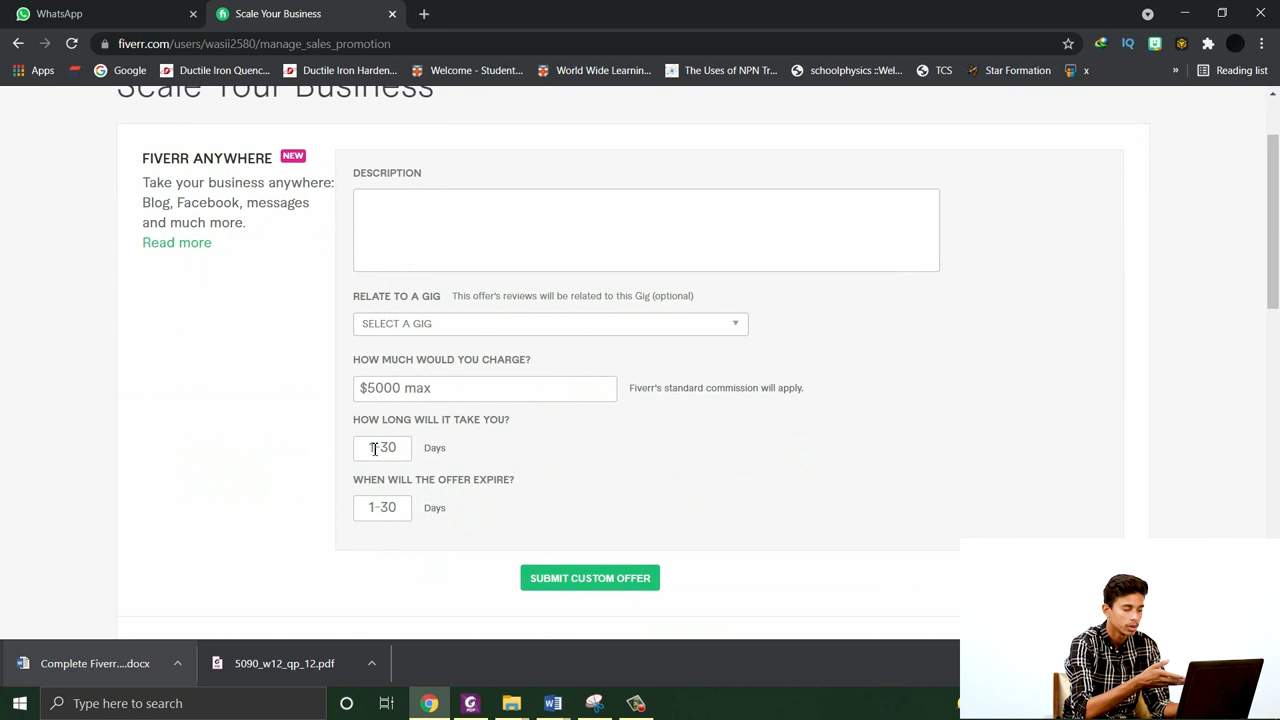 WhatsApp
Scale Your Business
fiverr.com/users/wasii2580/manage_sales_promotion
Apps
Google
Ductile Iron Quenc...
Ductile Iron Harden...
Welcome - Student...
World Wide Learnin...
The Uses of NPN Tr...
schoolphysics ::Wel...
TCS
Star Formation
x
»
Reading list
Scale Your Business
FIVERR ANYWHERE NEW
Take your business anywhere:
Blog, Facebook, messages
and much more.
Read more
DESCRIPTION
RELATE TO A GIG This offer's reviews will be related to this Gig (optional)
SELECT A GIG
HOW MUCH WOULD YOU CHARGE?
$5000 max Fiverr's standard commission will apply.
HOW LONG WILL IT TAKE YOU?
1-30 Days
WHEN WILL THE OFFER EXPIRE?
1-30 Days
SUBMIT CUSTOM OFFER
Complete Fiverr....docx
5090_w12_qp_12.pdf
Type here to search